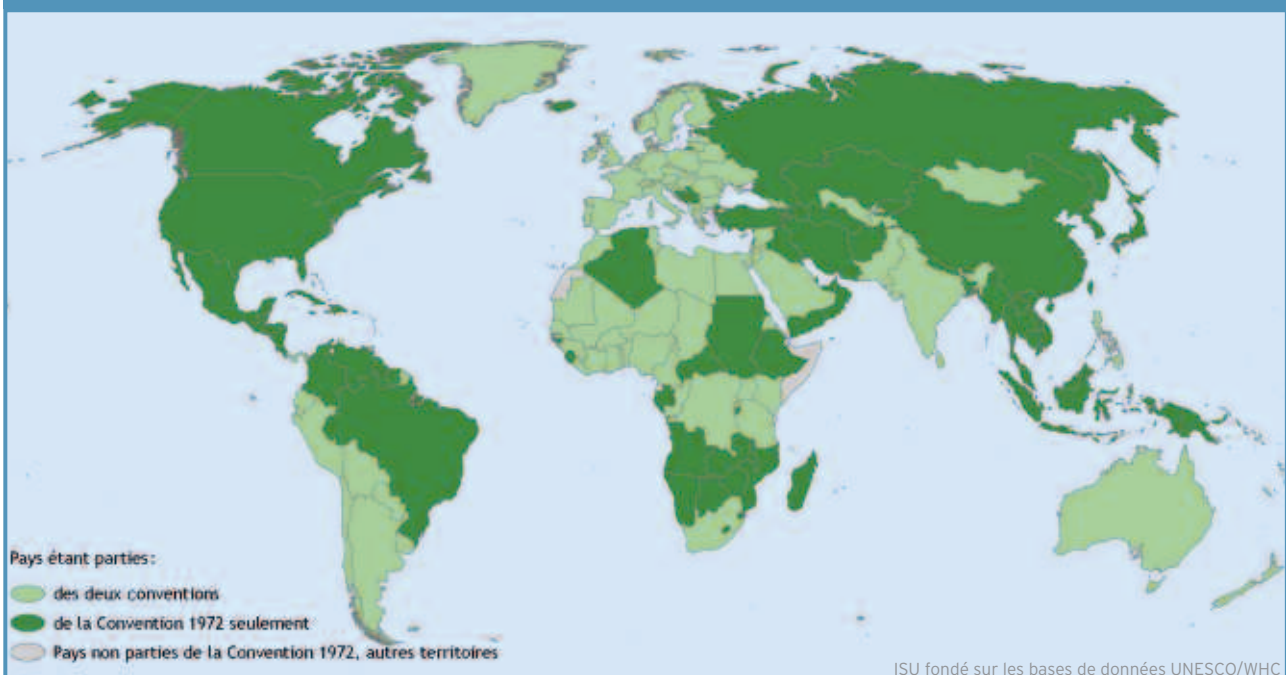 Pays étant parties:
des deux conventions
de la Convention 1972 seulement
Pays non parties de la Convention 1972, autres territoires
ISU fondé sur les bases de données UNESCO/WHC